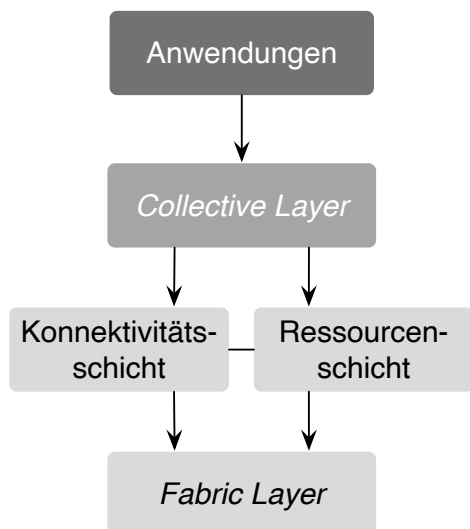 Anwendungen
Collective Layer
Konnektivitäts-
schicht
Ressourcen-
schicht
Fabric Layer